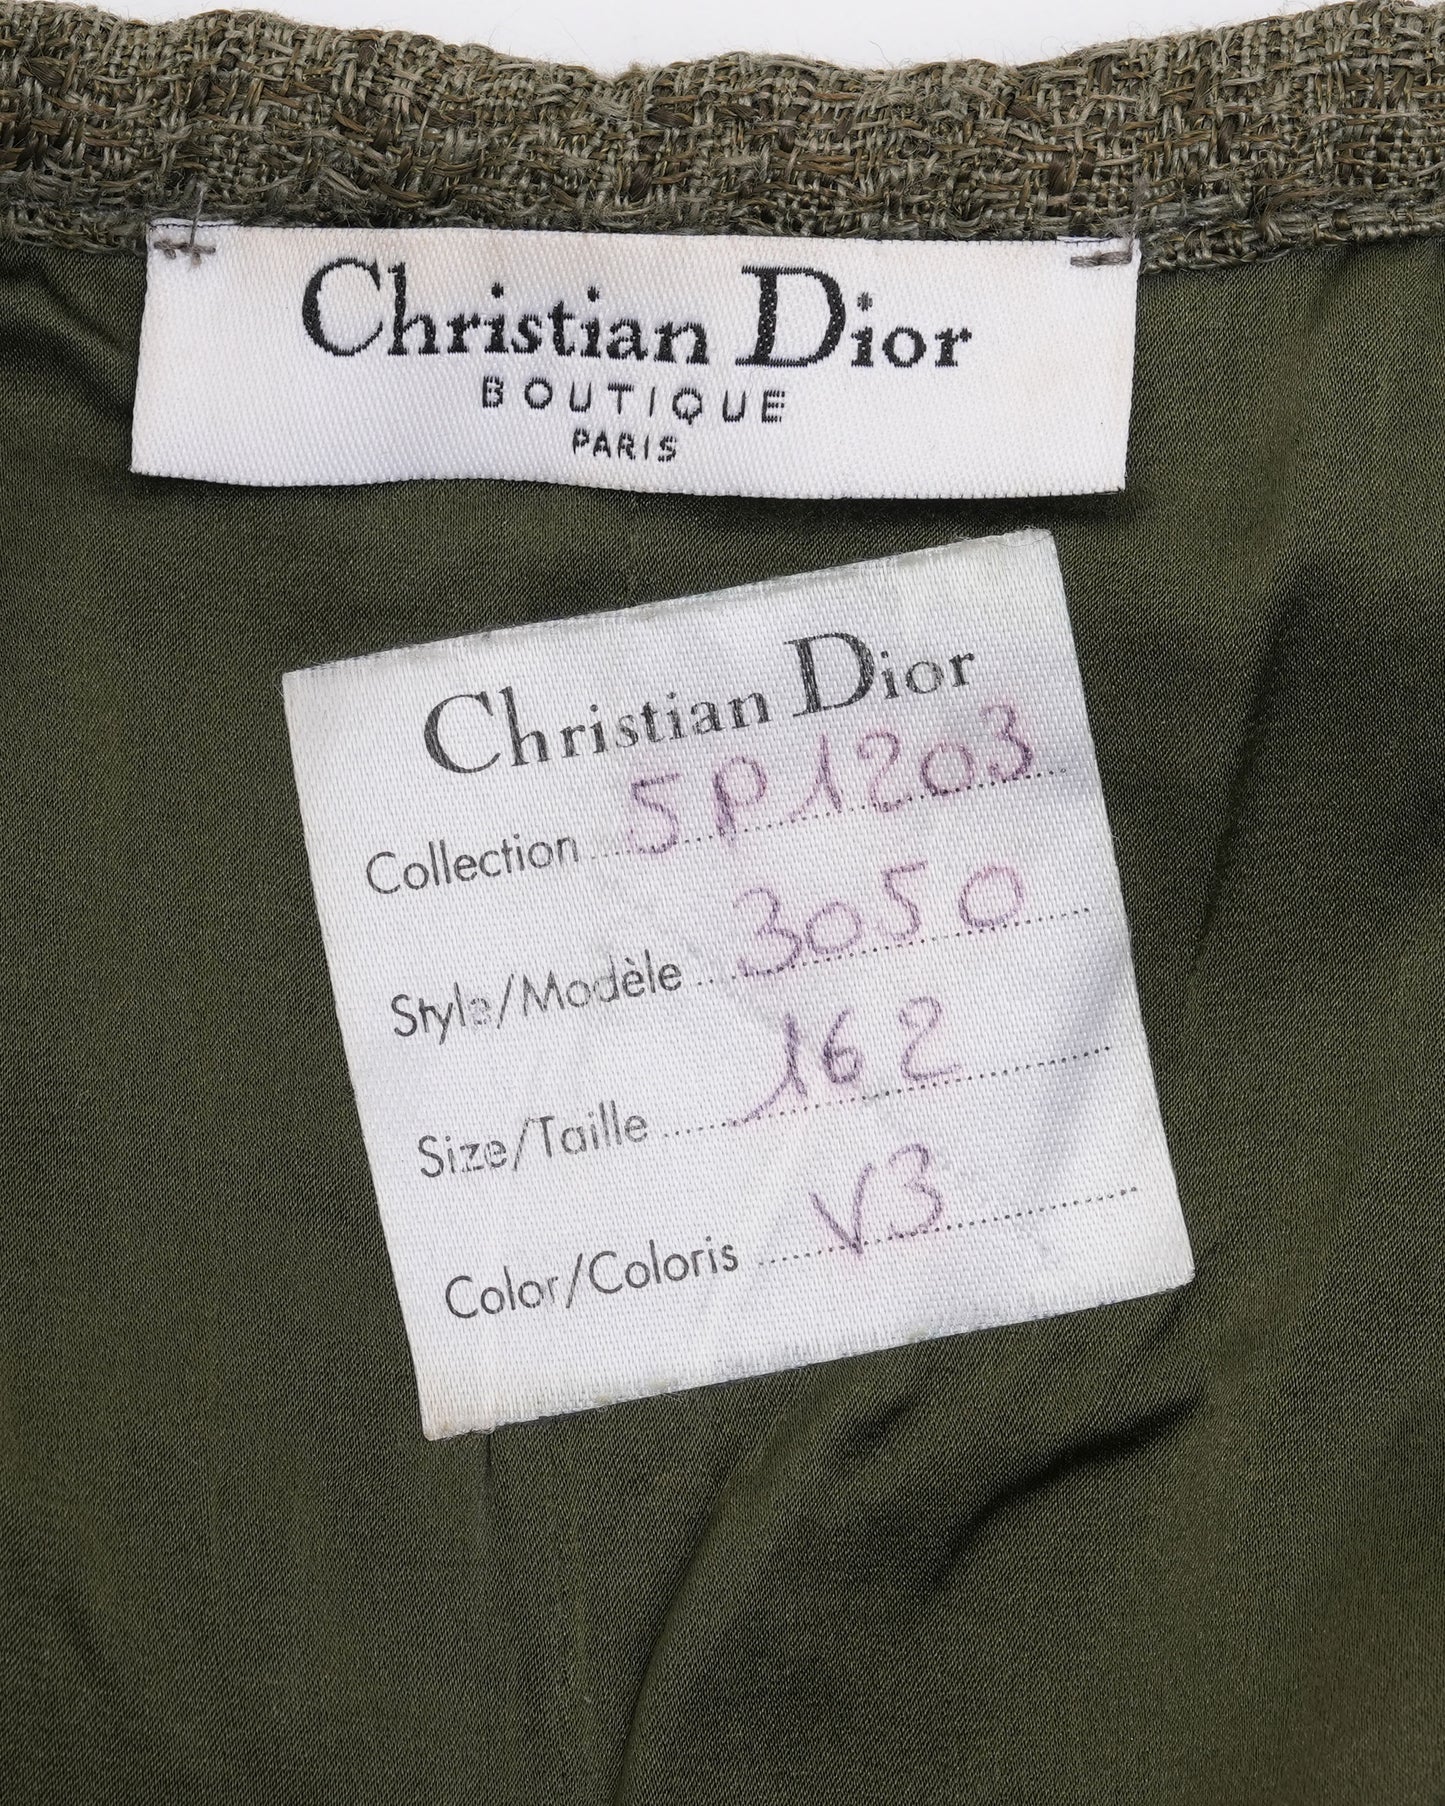 Christian Dior
BOUTIQUE
PARIS
Christian Dior
Collection 5P1203
Style/Modèle 3050
Size/Taille 162
Color/Coloris V3